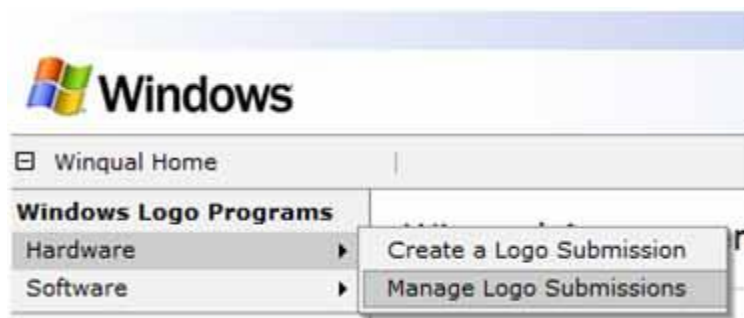 Windows
Winqual Home
Windows Logo Programs
Hardware
Create a Logo Submission
Software
Manage Logo Submissions